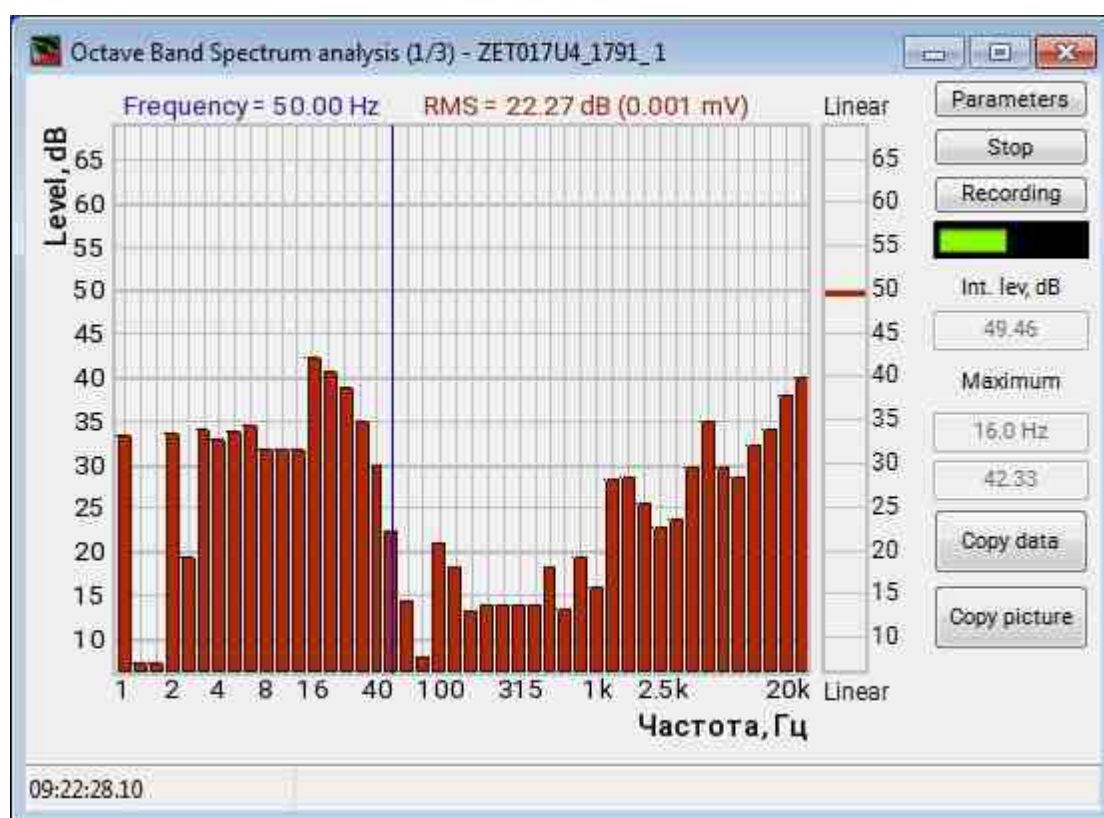 Octave Band Spectrum analysis (1/3) - ZET017U4_1791_ 1
Frequency = 50.00 Hz RMS = 22.27 dB (0.001 mV) Linear
Level, dB
65
60
55
50
45
40
35
30
25
20
15
10
1 2 4 8 16 40 100 315 1k 2.5k 20k
Частота, Гц
65
60
55
50
45
40
35
30
25
20
15
10
Linear
Parameters
Stop
Recording
Int. lev, dB
49.46
Maximum
16.0 Hz
42.33
Copy data
Copy picture
09:22:28.10